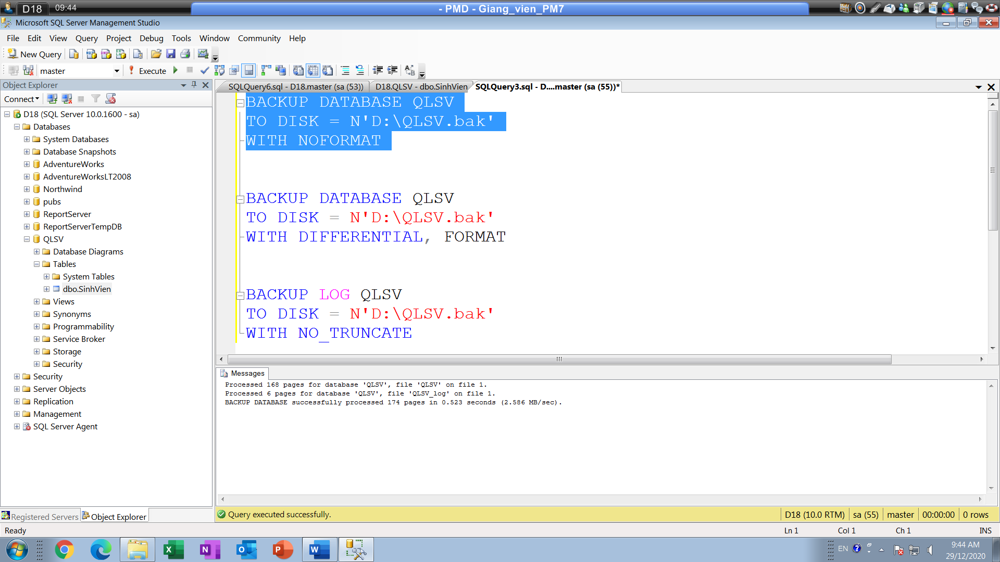 D18 09:44 - PMD - Giang_vien_PM7
Microsoft SQL Server Management Studio
File Edit View Query Project Debug Tools Window Community Help
New Query
master Execute
Object Explorer
Connect
D18 (SQL Server 10.0.1600 - sa)
Databases
System Databases
Database Snapshots
AdventureWorks
AdventureWorksLT2008
Northwind
pubs
ReportServer
ReportServerTempDB
QLSV
Database Diagrams
Tables
System Tables
dbo.SinhVien
Views
Synonyms
Programmability
Service Broker
Storage
Security
Security
Server Objects
Replication
Management
SQL Server Agent
Registered Servers Object Explorer
SQLQuery6.sql - D18.master (sa (53)) D18.QLSV - dbo.SinhVien SQLQuery3.sql - D....master (sa (55))*
BACKUP DATABASE QLSV
TO DISK = N'D:\QLSV.bak'
WITH NOFORMAT
BACKUP DATABASE QLSV
TO DISK = N'D:\QLSV.bak'
WITH DIFFERENTIAL, FORMAT
BACKUP LOG QLSV
TO DISK = N'D:\QLSV.bak'
WITH NO_TRUNCATE
Messages
Processed 168 pages for database 'QLSV', file 'QLSV' on file 1.
Processed 6 pages for database 'QLSV', file 'QLSV_log' on file 1.
BACKUP DATABASE successfully processed 174 pages in 0.523 seconds (2.586 MB/sec).
Query executed successfully. D18 (10.0 RTM) sa (55) master 00:00:00 0 rows
Ready Ln 1 Col 1 Ch 1 INS
EN 9:44 AM
29/12/2020